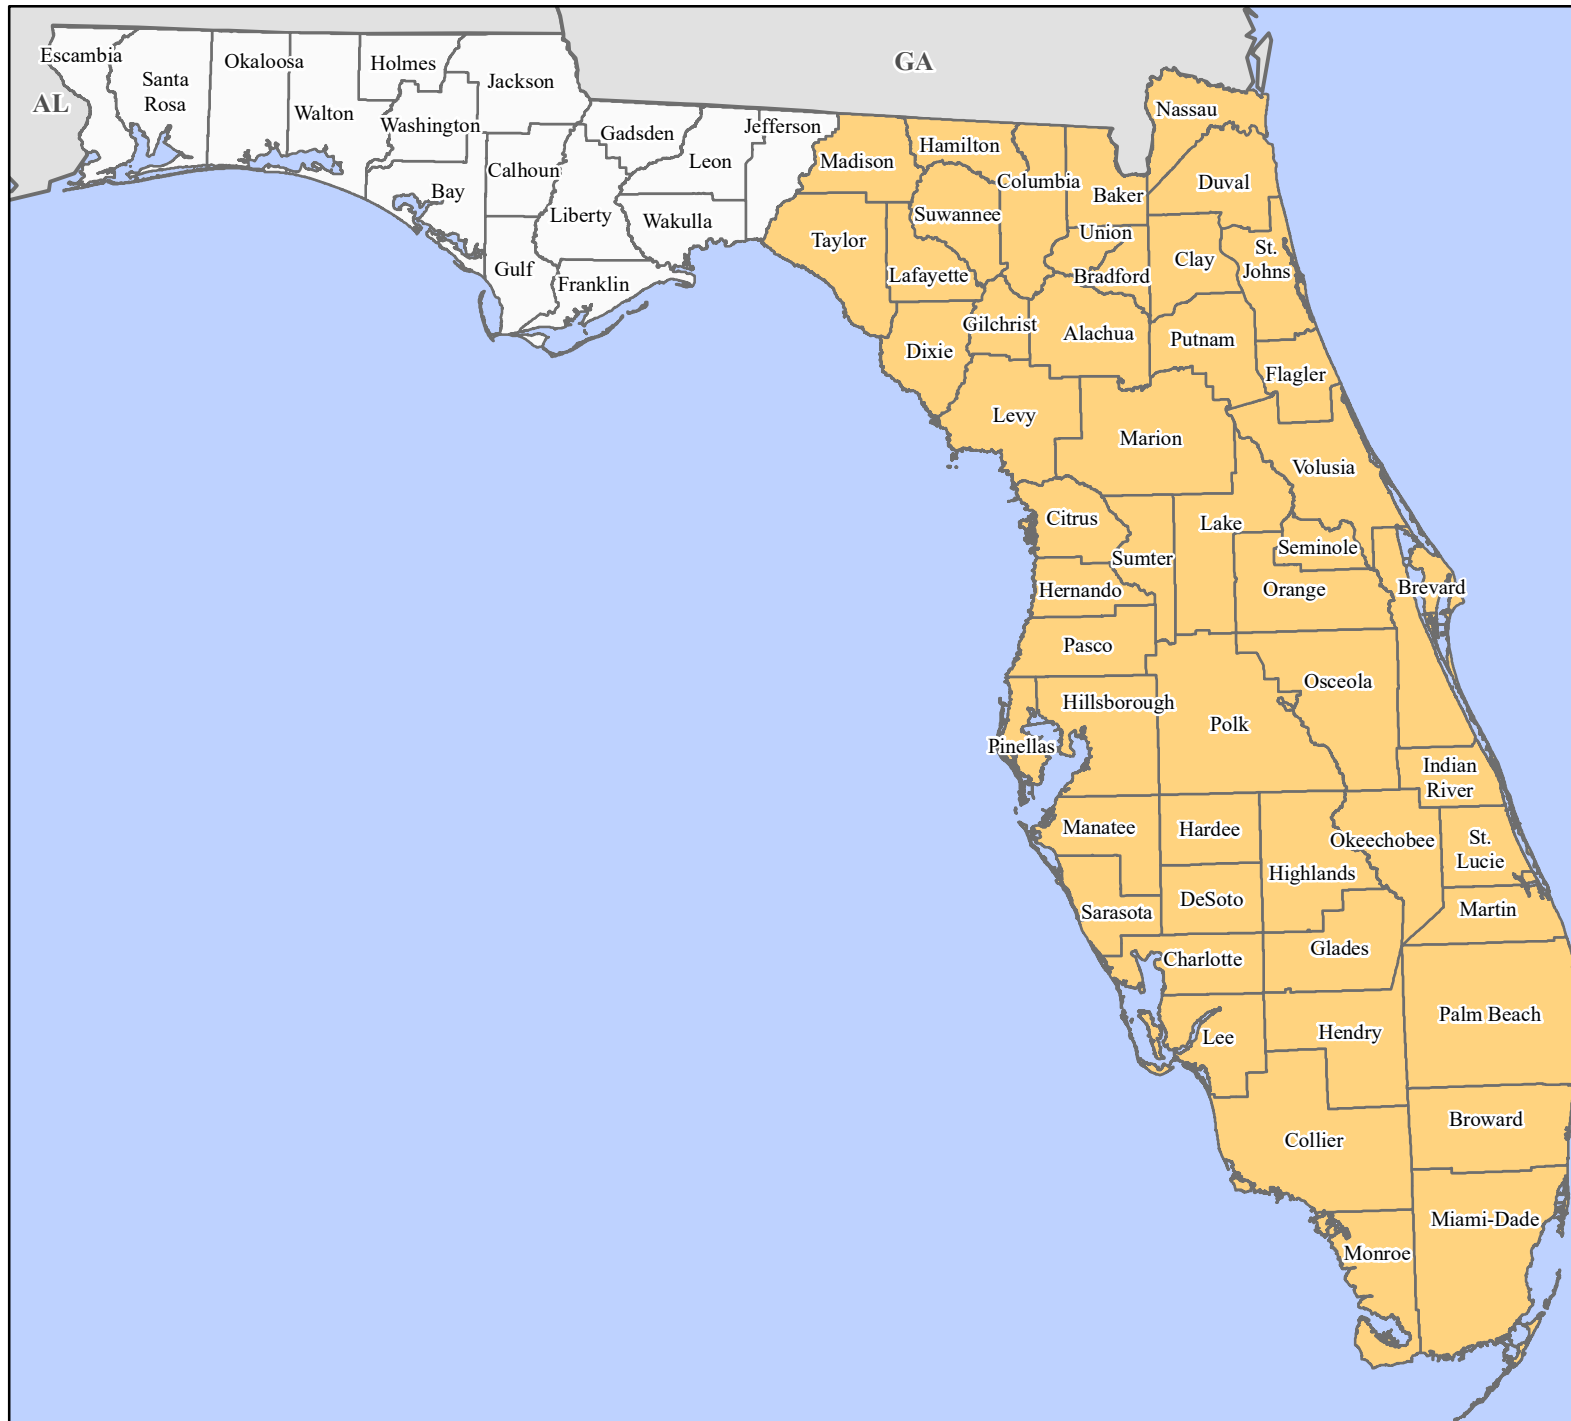 Escambia
Santa
Rosa
Okaloosa
Walton
Holmes
Jackson
Washington
Bay
Calhoun
Gulf
Gadsden
Liberty
Franklin
Leon
Jefferson
Wakulla
AL
GA
Madison
Hamilton
Columbia
Baker
Nassau
Duval
Taylor
Suwannee
Lafayette
Union
Bradford
Clay
St.
Johns
Dixie
Gilchrist
Alachua
Putnam
Flagler
Levy
Marion
Volusia
Citrus
Sumter
Lake
Seminole
Hernando
Orange
Brevard
Pasco
Osceola
Hillsborough
Polk
Pinellas
Indian
River
Manatee
Hardee
Okeechobee
St.
Lucie
Highlands
Sarasota
DeSoto
Martin
Charlotte
Glades
Palm Beach
Lee
Hendry
Broward
Collier
Miami-Dade
Monroe